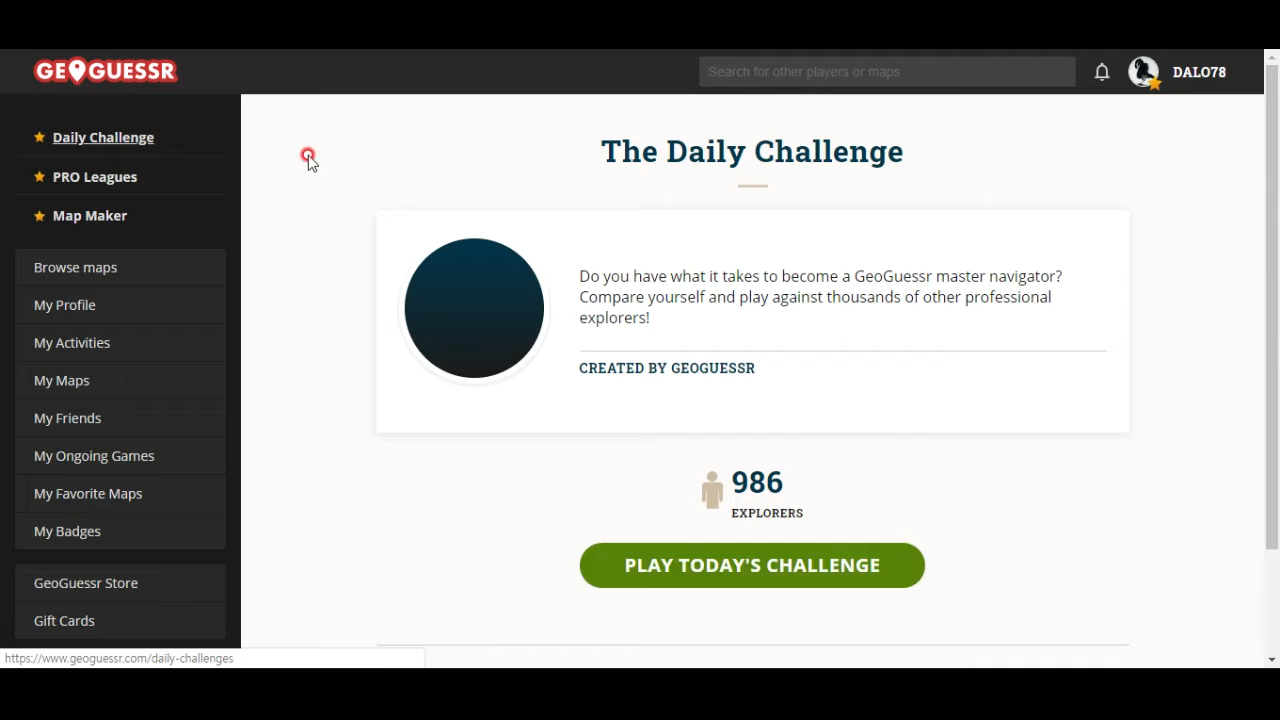 GEOGUESSR
Search for other players or maps
DALO78
Daily Challenge
PRO Leagues
Map Maker
Browse maps
My Profile
My Activities
My Maps
My Friends
My Ongoing Games
My Favorite Maps
My Badges
GeoGuessr Store
Gift Cards
https://www.geoguessr.com/daily-challenges
The Daily Challenge
Do you have what it takes to become a GeoGuessr master navigator?
Compare yourself and play against thousands of other professional
explorers!
CREATED BY GEOGUESSR
986
EXPLORERS
PLAY TODAY'S CHALLENGE